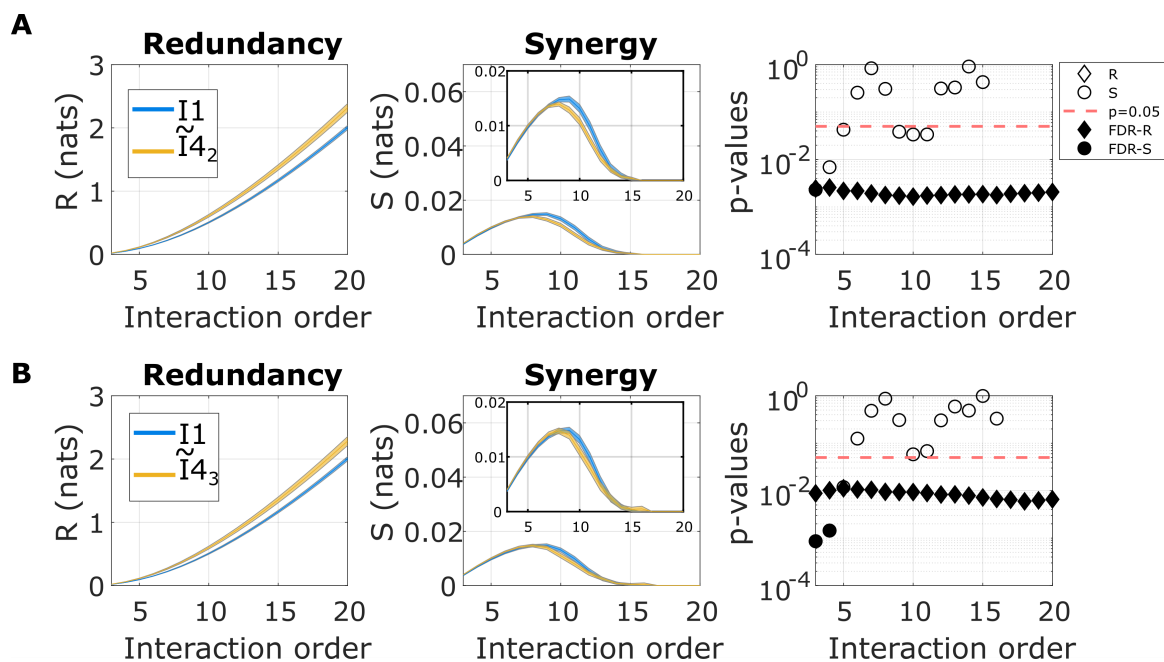 A
Redundancy
R (nats)
3
2
1
0
I1
Ĩ4₂
5 10 15 20
Interaction order
Synergy
S (nats)
0.06
0.04
0.02
0
0.02
0.01
0
5 10 15 20
5 10 15 20
Interaction order
p-values
10⁰
10⁻²
10⁻⁴
5 10 15 20
Interaction order
R
S
p=0.05
FDR-R
FDR-S
B
Redundancy
R (nats)
3
2
1
0
I1
Ĩ4₃
5 10 15 20
Interaction order
Synergy
S (nats)
0.06
0.04
0.02
0
0.02
0.01
0
5 10 15 20
5 10 15 20
Interaction order
p-values
10⁰
10⁻²
10⁻⁴
5 10 15 20
Interaction order